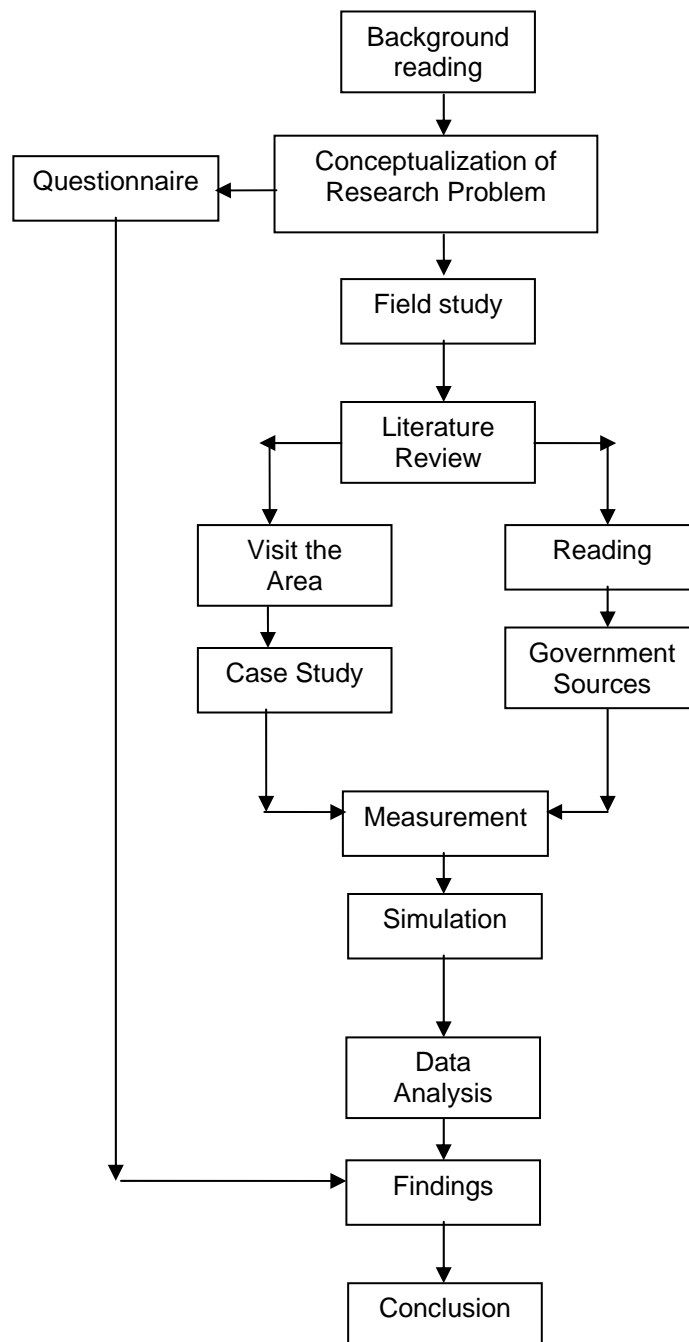 Background
reading
Conceptualization of
Research Problem
Questionnaire
Field study
Literature
Review
Visit the
Area
Reading
Case Study
Government
Sources
Measurement
Simulation
Data
Analysis
Findings
Conclusion